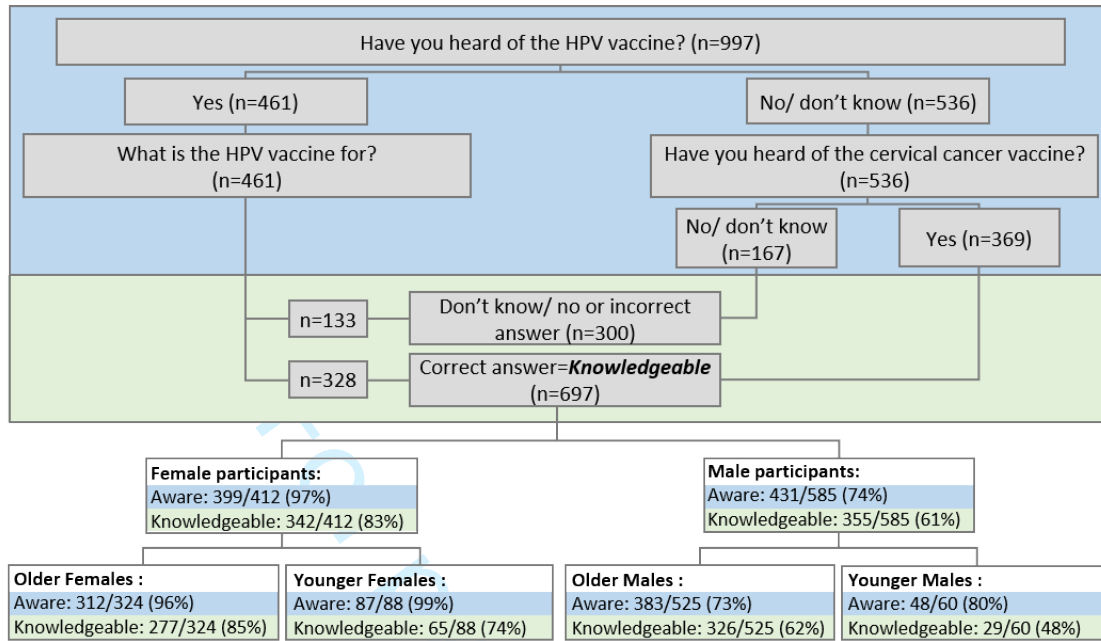 Have you heard of the HPV vaccine? (n=997)
Yes (n=461)
No/ don't know (n=536)
What is the HPV vaccine for?
(n=461)
Have you heard of the cervical cancer vaccine?
(n=536)
No/ don't know
(n=167)
Yes (n=369)
n=133
Don't know/ no or incorrect
answer (n=300)
n=328
Correct answer=Knowledgeable
(n=697)
Female participants:
Aware: 399/412 (97%)
Knowledgeable: 342/412 (83%)
Male participants:
Aware: 431/585 (74%)
Knowledgeable: 355/585 (61%)
Older Females :
Aware: 312/324 (96%)
Knowledgeable: 277/324 (85%)
Younger Females :
Aware: 87/88 (99%)
Knowledgeable: 65/88 (74%)
Older Males :
Aware: 383/525 (73%)
Knowledgeable: 326/525 (62%)
Younger Males :
Aware: 48/60 (80%)
Knowledgeable: 29/60 (48%)